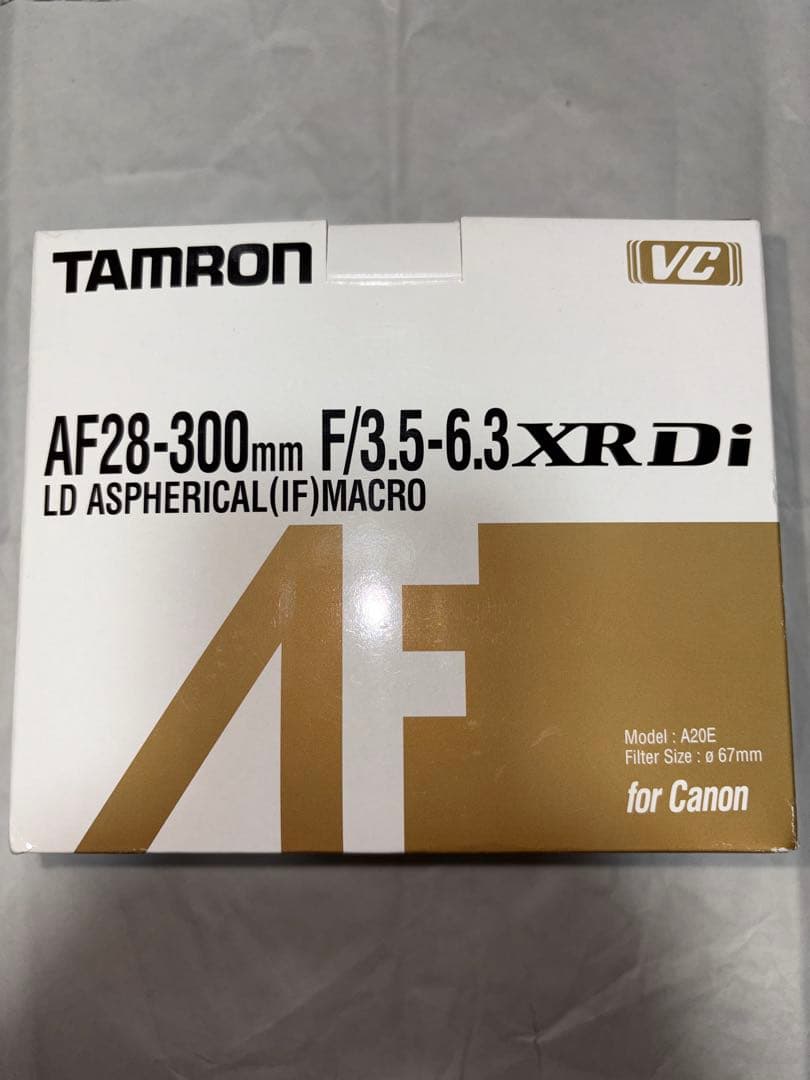 TAMRON
VC
AF28-300mm F/3.5-6.3 XR Di
LD ASPHERICAL(IF)MACRO
AF
Model : A20E
Filter Size : ø 67mm
for Canon